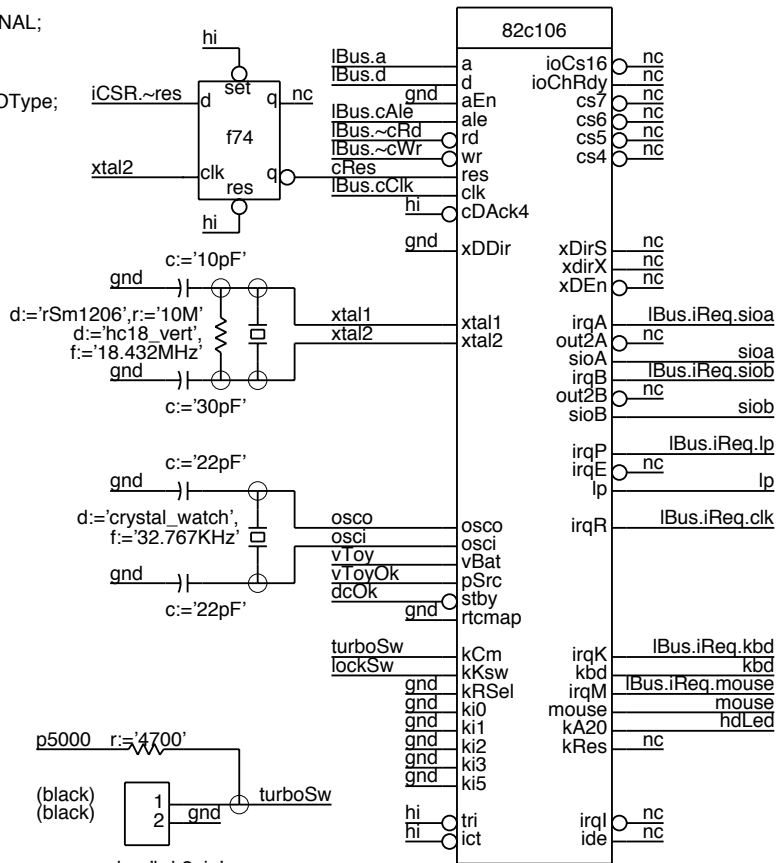 NAL;
hi
82c106
lBus.a
a
ioCs16
nc
lBus.d
d
ioChRdy
nc
OType;
iCSR.~res
d
set
q
nc
gnd
aEn
cs7
nc
lBus.cAle
ale
cs6
nc
f74
lBus.~cRd
rd
cs5
nc
lBus.~cWr
wr
cs4
nc
xtal2
clk
q
cRes
res
res
lBus.cClk
clk
hi
hi
cDAck4
gnd
xDDir
xDirS
nc
c:='10pF'
xdirX
nc
gnd
xDEn
nc
d:='rSm1206',r:='10M'
xtal1
xtal1
irqA
lBus.iReq.sioa
d:='hc18_vert',
xtal2
xtal2
out2A
nc
f:='18.432MHz'
sioA
sioa
gnd
irqB
lBus.iReq.siob
out2B
nc
c:='30pF'
sioB
siob
irqP
lBus.iReq.lp
c:='22pF'
irqE
nc
gnd
lp
lp
d:='crystal_watch',
osco
osco
irqR
lBus.iReq.clk
f:='32.767KHz'
osci
osci
vToy
vBat
gnd
vToyOk
pSrc
dcOk
stby
c:='22pF'
gnd
rtcmap
turboSw
kCm
irqK
lBus.iReq.kbd
lockSw
kKsw
kbd
kbd
gnd
kRSel
irqM
lBus.iReq.mouse
gnd
ki0
mouse
mouse
gnd
ki1
kA20
hdLed
p5000
r:='4700'
gnd
ki2
kRes
nc
gnd
ki3
gnd
ki5
(black)
1
turboSw
(black)
2
gnd
hi
tri
irqI
nc
hi
ict
ide
nc